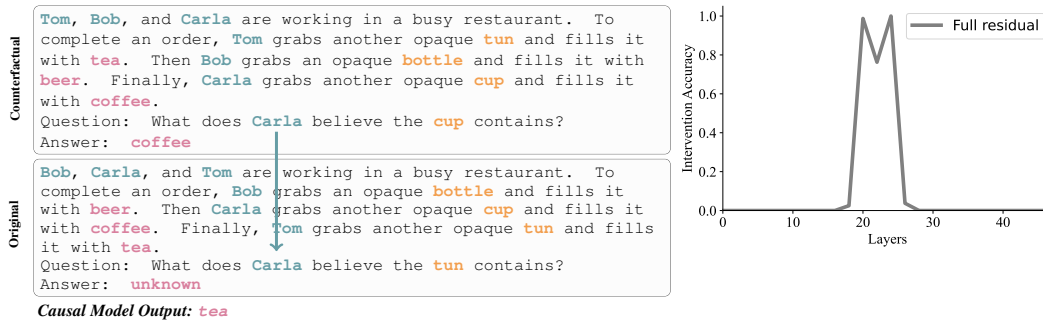 Counterfactual
Tom, Bob, and Carla are working in a busy restaurant. To
complete an order, Tom grabs another opaque tun and fills it
with tea. Then Bob grabs an opaque bottle and fills it with
beer. Finally, Carla grabs another opaque cup and fills it
with coffee.
Question: What does Carla believe the cup contains?
Answer: coffee
Original
Bob, Carla, and Tom are working in a busy restaurant. To
complete an order, Bob grabs an opaque bottle and fills it
with beer. Then Carla grabs another opaque cup and fills it
with coffee. Finally, Tom grabs another opaque tun and fills
it with tea.
Question: What does Carla believe the tun contains?
Answer: unknown
Causal Model Output: tea
Full residual
Intervention Accuracy
1.0
0.8
0.6
0.4
0.2
0.0
0 10 20 30 40
Layers